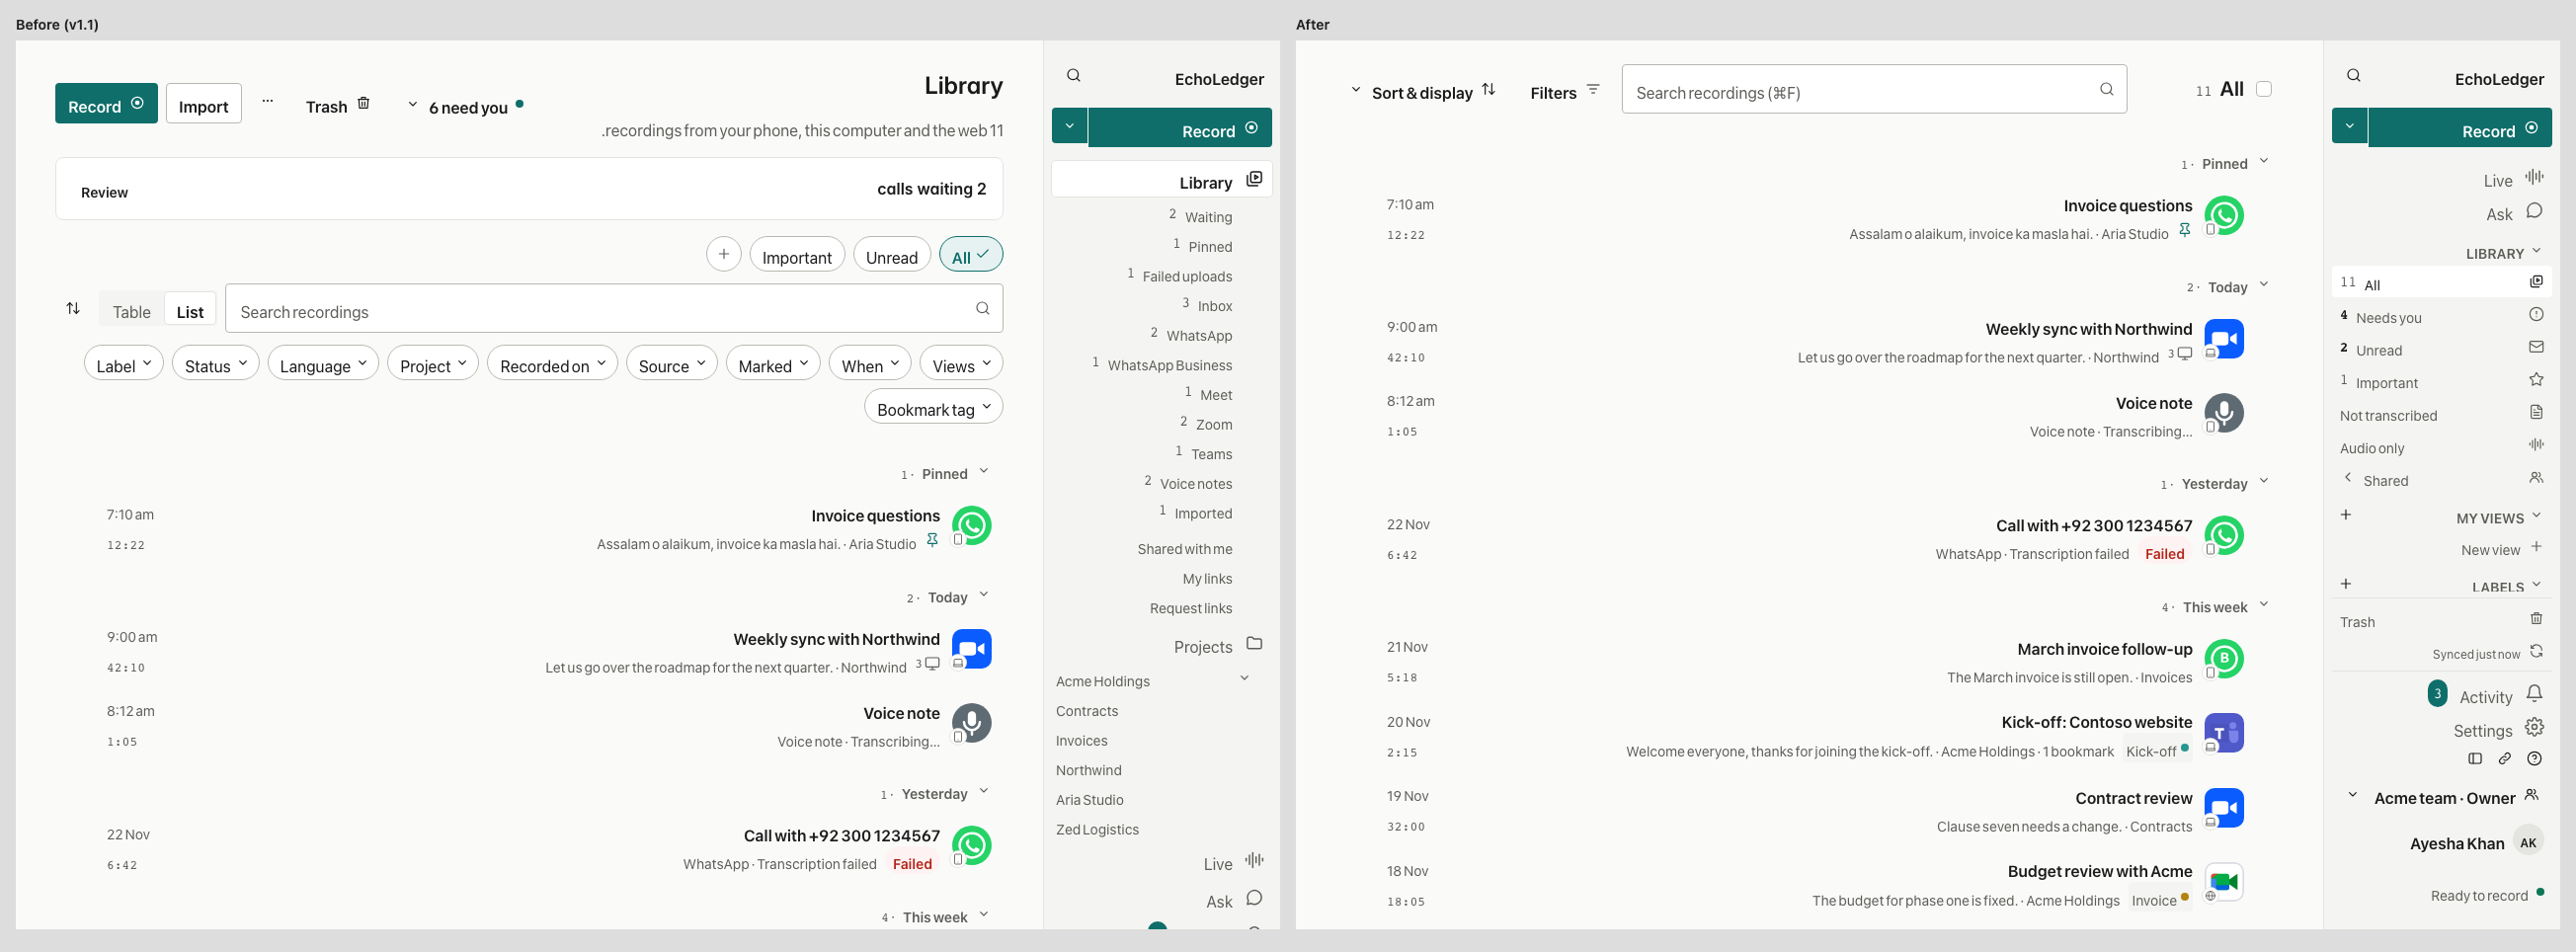 Before (v1.1)
EchoLedger
Record
Library
2 Waiting
1 Pinned
1 Failed uploads
3 Inbox
2 WhatsApp
1 WhatsApp Business
1 Meet
2 Zoom
1 Teams
2 Voice notes
1 Imported
Shared with me
My links
Request links
Projects
Acme Holdings
Contracts
Invoices
Northwind
Aria Studio
Zed Logistics
Live
Ask
Library
.recordings from your phone, this computer and the web 11
6 need you
Trash
...
Import
Record
calls waiting 2
Review
All
Unread
Important
Search recordings
List
Table
Views
When
Marked
Source
Recorded on
Project
Language
Status
Label
Bookmark tag
1 · Pinned
Invoice questions
7:10 am
Assalam o alaikum, invoice ka masla hai. · Aria Studio
12:22
2 · Today
Weekly sync with Northwind
9:00 am
Let us go over the roadmap for the next quarter. · Northwind 3
42:10
Voice note
8:12 am
Voice note · Transcribing...
1:05
1 · Yesterday
Call with +92 300 1234567
22 Nov
WhatsApp · Transcription failed Failed
6:42
4 · This week
After
EchoLedger
Record
Live
Ask
LIBRARY
11 All
4 Needs you
2 Unread
1 Important
Not transcribed
Audio only
Shared
MY VIEWS
New view
LABELS
Trash
Synced just now
3 Activity
Settings
Acme team · Owner
Ayesha Khan AK
Ready to record
11 All
Search recordings (⌘F)
Filters
Sort & display
1 · Pinned
Invoice questions
7:10 am
Assalam o alaikum, invoice ka masla hai. · Aria Studio
12:22
2 · Today
Weekly sync with Northwind
9:00 am
Let us go over the roadmap for the next quarter. · Northwind 3
42:10
Voice note
8:12 am
Voice note · Transcribing...
1:05
1 · Yesterday
Call with +92 300 1234567
22 Nov
WhatsApp · Transcription failed Failed
6:42
4 · This week
March invoice follow-up
B
21 Nov
The March invoice is still open. · Invoices
5:18
Kick-off: Contoso website
T
20 Nov
Welcome everyone, thanks for joining the kick-off. · Acme Holdings · 1 bookmark Kick-off
2:15
Contract review
19 Nov
Clause seven needs a change. · Contracts
32:00
Budget review with Acme
18 Nov
The budget for phase one is fixed. · Acme Holdings Invoice
18:05